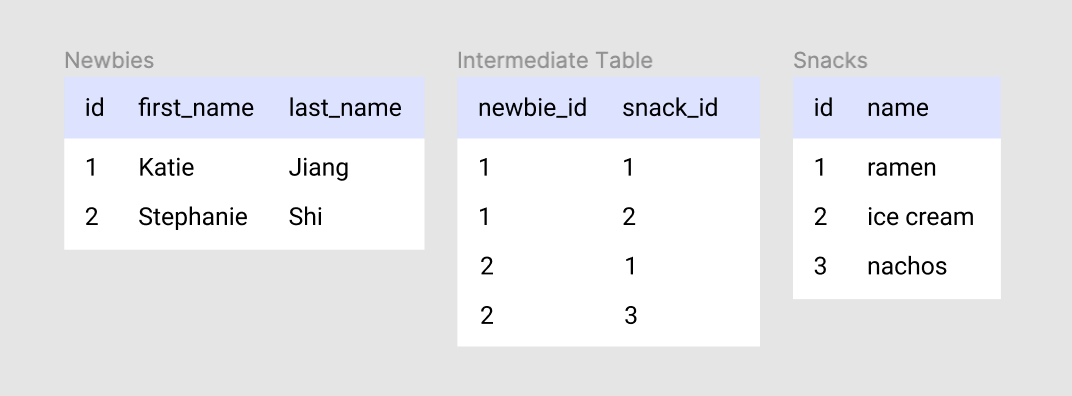 Newbies
id first_name last_name
1 Katie Jiang
2 Stephanie Shi
Intermediate Table
newbie_id snack_id
1 1
1 2
2 1
2 3
Snacks
id name
1 ramen
2 ice cream
3 nachos